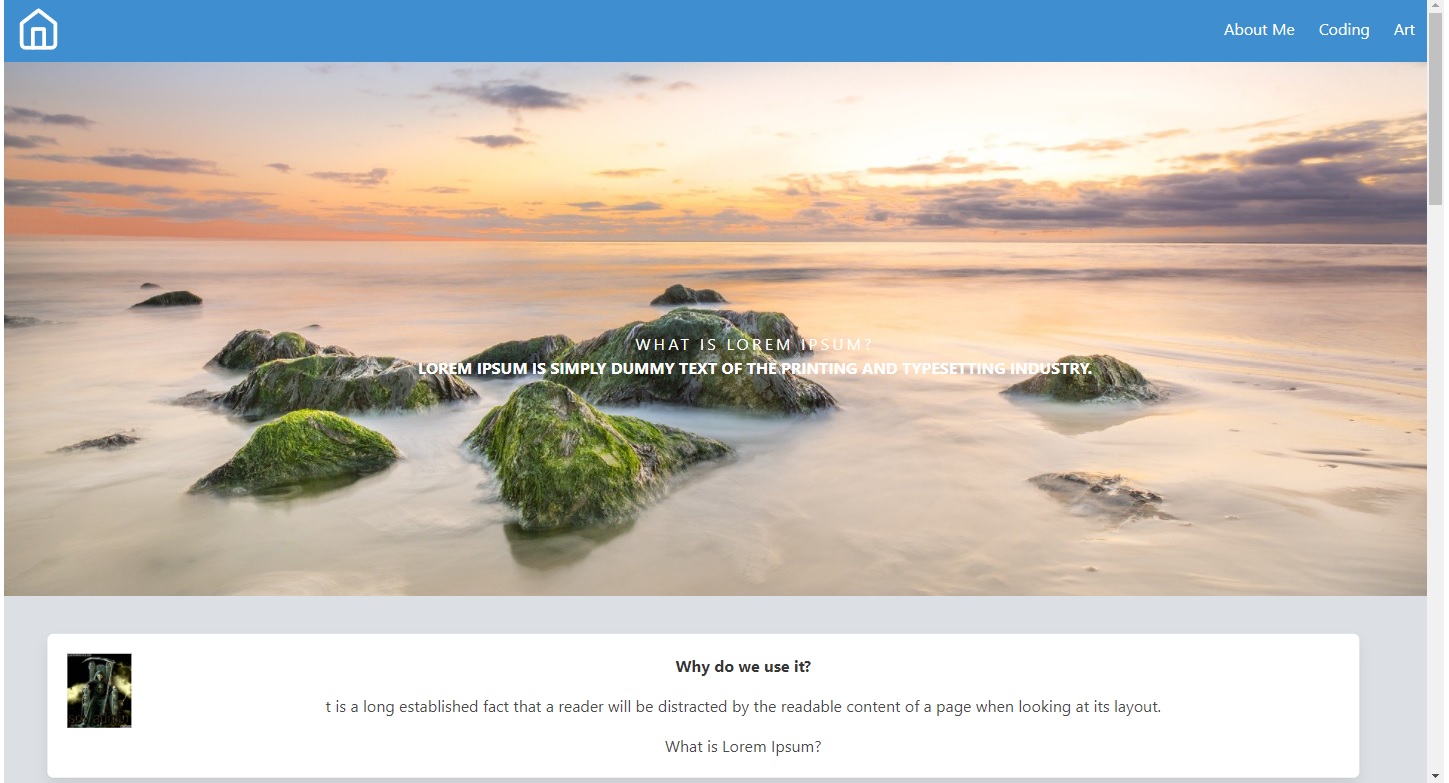 About Me Coding Art
WHAT IS LOREM IPSUM?
LOREM IPSUM IS SIMPLY DUMMY TEXT OF THE PRINTING AND TYPESETTING INDUSTRY.
Why do we use it?
t is a long established fact that a reader will be distracted by the readable content of a page when looking at its layout.
What is Lorem Ipsum?